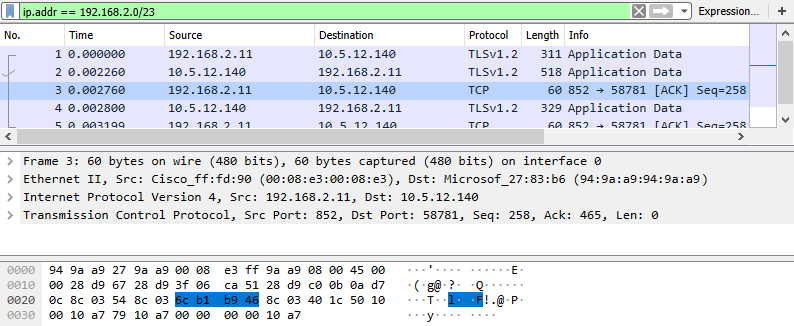 ip.addr == 192.168.2.0/23 Expression… +
No. Time Source Destination Protocol Length Info
1 0.000000 192.168.2.11 10.5.12.140 TLSv1.2 311 Application Data
2 0.002260 10.5.12.140 192.168.2.11 TLSv1.2 518 Application Data
3 0.002760 192.168.2.11 10.5.12.140 TCP 60 852 → 58781 [ACK] Seq=258
4 0.002800 10.5.12.140 192.168.2.11 TLSv1.2 329 Application Data
5 0.003199 192.168.2.11 10.5.12.140 TCP 60 852 → 58781 [ACK] Seq=258
Frame 3: 60 bytes on wire (480 bits), 60 bytes captured (480 bits) on interface 0
Ethernet II, Src: Cisco_ff:fd:90 (00:08:e3:00:08:e3), Dst: Microsof_27:83:b6 (94:9a:a9:94:9a:a9)
Internet Protocol Version 4, Src: 192.168.2.11, Dst: 10.5.12.140
Transmission Control Protocol, Src Port: 852, Dst Port: 58781, Seq: 258, Ack: 465, Len: 0
0000 94 9a a9 27 9a a9 00 08 e3 ff 9a a9 08 00 45 00 ···'···· ······E·
0010 00 28 d9 67 28 d9 3f 06 ca 51 28 d9 c0 0b 0a d7 ·(·g@·?· ·Q······
0020 0c 8c 03 54 8c 03 6c b1 b9 46 8c 03 40 1c 50 10 ···T··l· ·F!·@·P·
0030 00 10 a7 79 10 a7 00 00 00 00 10 a7 ···y···· ····